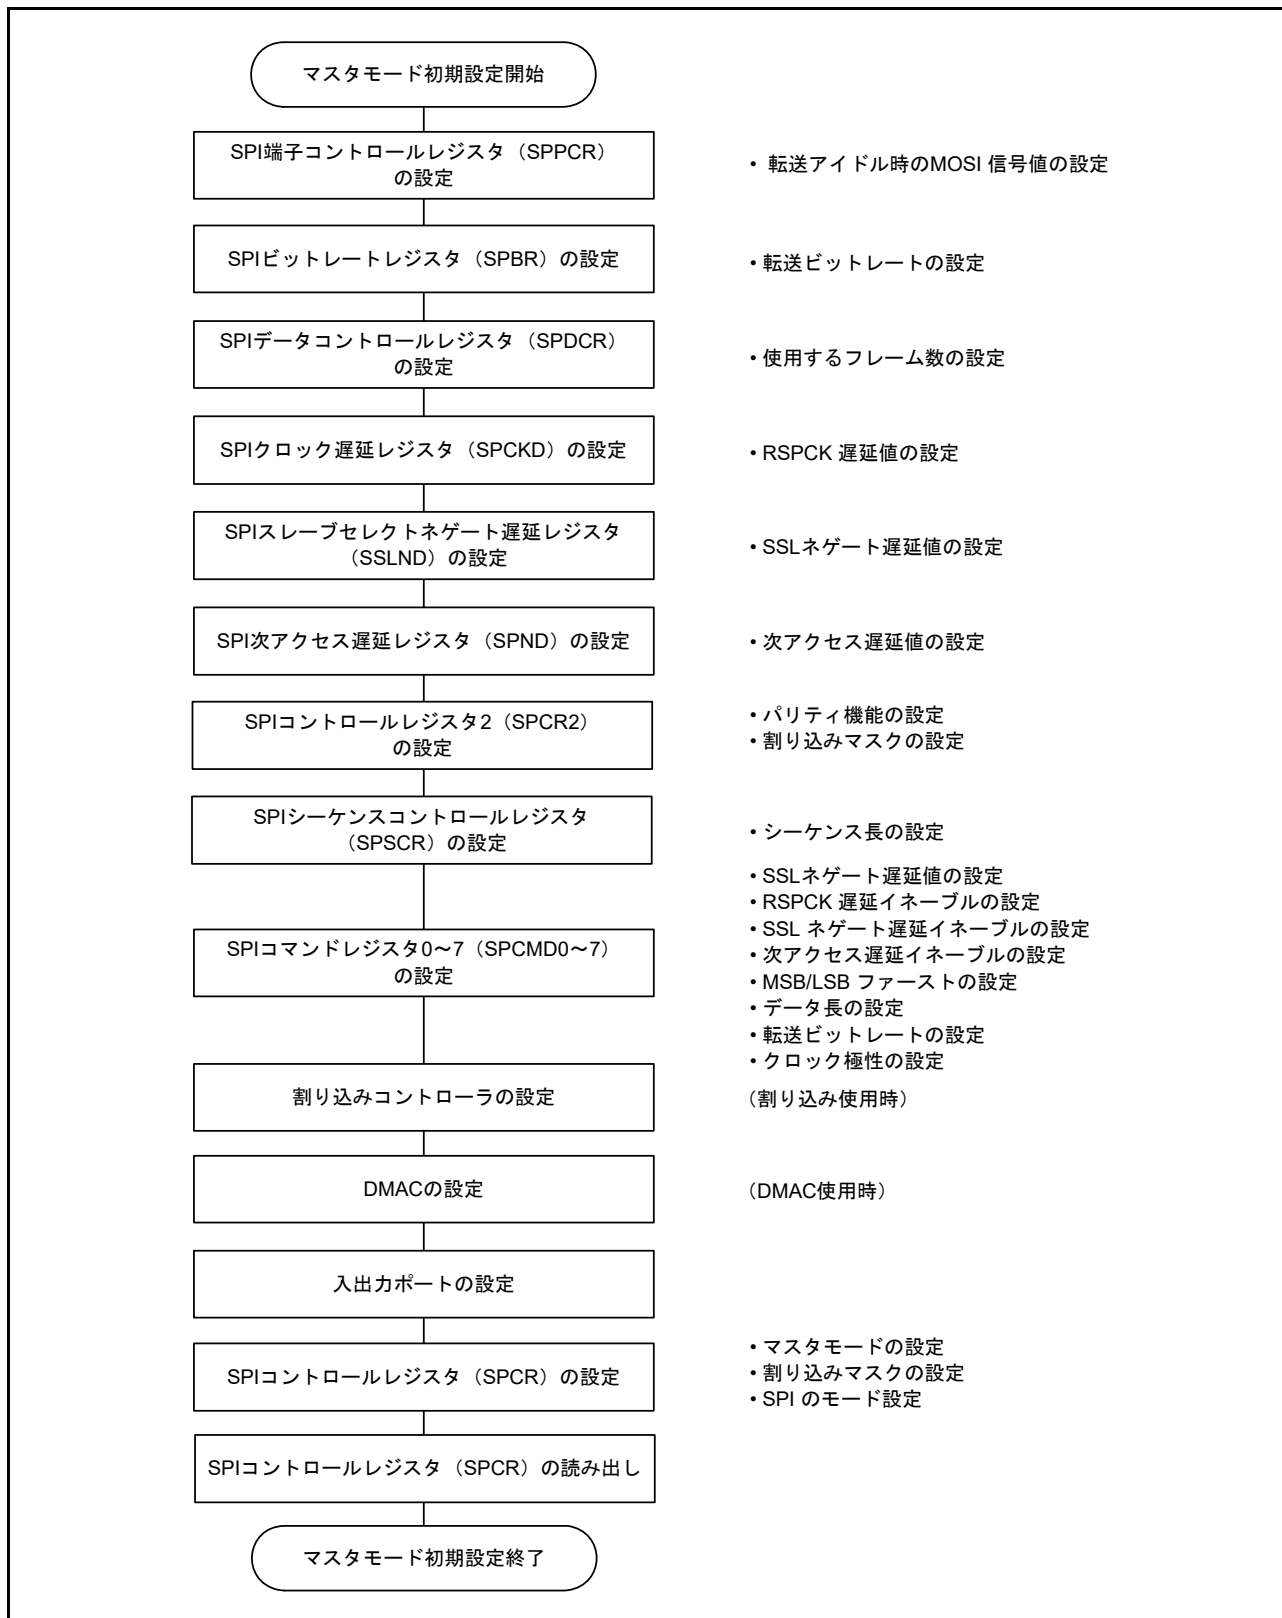 マスタモード初期設定開始
SPI端子コントロールレジスタ(SPPCR)
の設定
• 転送アイドル時のMOSI 信号値の設定
SPIビットレートレジスタ(SPBR)の設定
• 転送ビットレートの設定
SPIデータコントロールレジスタ(SPDCR)
の設定
• 使用するフレーム数の設定
SPIクロック遅延レジスタ(SPCKD)の設定
• RSPCK 遅延値の設定
SPIスレーブセレクトネゲート遅延レジスタ
(SSLND)の設定
• SSLネゲート遅延値の設定
SPI次アクセス遅延レジスタ(SPND)の設定
• 次アクセス遅延値の設定
SPIコントロールレジスタ2(SPCR2)
の設定
• パリティ機能の設定
• 割り込みマスクの設定
SPIシーケンスコントロールレジスタ
(SPSCR)の設定
• シーケンス長の設定
SPIコマンドレジスタ0～7(SPCMD0～7)
の設定
• SSLネゲート遅延値の設定
• RSPCK 遅延イネーブルの設定
• SSL ネゲート遅延イネーブルの設定
• 次アクセス遅延イネーブルの設定
• MSB/LSB ファーストの設定
• データ長の設定
• 転送ビットレートの設定
• クロック極性の設定
割り込みコントローラの設定
(割り込み使用時)
DMACの設定
(DMAC使用時)
入出力ポートの設定
SPIコントロールレジスタ(SPCR)の設定
• マスタモードの設定
• 割り込みマスクの設定
• SPI のモード設定
SPIコントロールレジスタ(SPCR)の読み出し
マスタモード初期設定終了